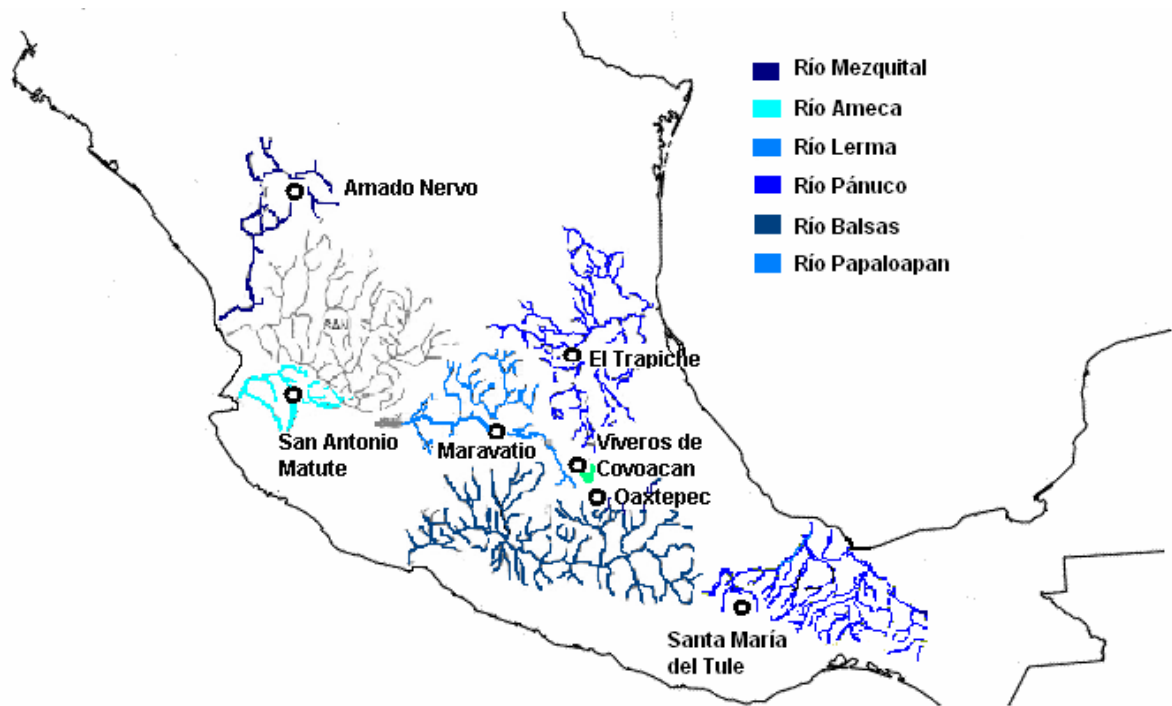 Río Mezquital
Río Ameca
Río Lerma
Río Pánuco
Río Balsas
Río Papaloapan
Amado Nervo
El Trapiche
San Antonio
Matute
Maravatio
Viveros de
Covoacan
Oaxtepec
Santa María
del Tule